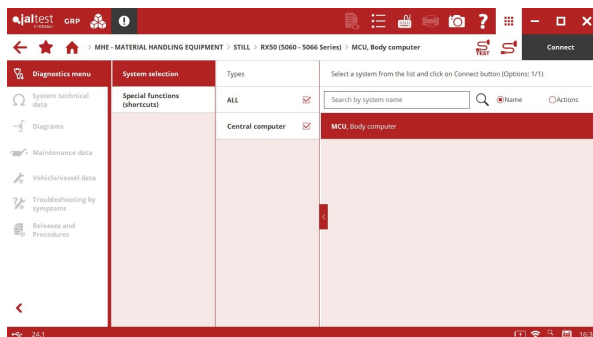 jaltest GRP
TEST
MHE - MATERIAL HANDLING EQUIPMENT > STILL > RX50 (5060 - 5066 Series) > MCU, Body computer
Connect
Diagnostics menu
System technical
data
Diagrams
Maintenance data
Vehicle/vessel data
Troubleshooting by
symptoms
Releases and
Procedures
System selection
Special functions
(shortcuts)
Types
ALL
Central computer
Select a system from the list and click on Connect button (Options: 1/1)
Search by system name
Name
Actions
MCU, Body computer
24.1